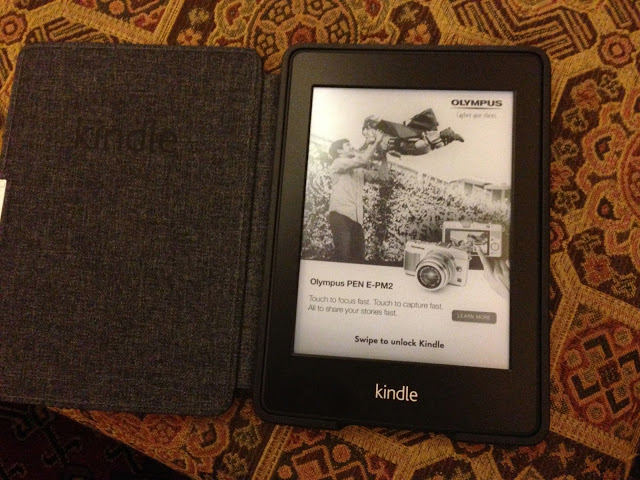 kindle
OLYMPUS
Capture your stories.
Olympus PEN E-PM2
Touch to focus fast. Touch to capture fast.
All to share your stories fast.
LEARN MORE
Swipe to unlock Kindle
kindle